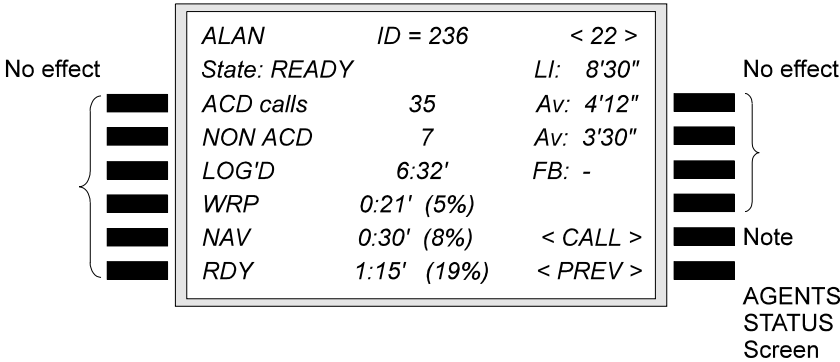 ALAN ID = 236 < 22 >
No effect State: READY LI: 8'30" No effect
ACD calls 35 Av: 4'12"
NON ACD 7 Av: 3'30"
LOG'D 6:32' FB: -
WRP 0:21' (5%)
NAV 0:30' (8%) < CALL > Note
RDY 1:15' (19%) < PREV >
AGENTS
STATUS
Screen